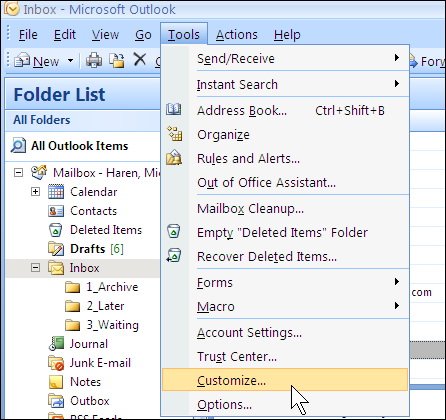 Inbox - Microsoft Outlook
File Edit View Go Tools Actions Help
New
Forw
Folder List
All Folders
All Outlook Items
Mailbox - Haren, Mic
Calendar
Contacts
Deleted Items
Drafts [6]
Inbox
1_Archive
2_Later
3_Waiting
Journal
Junk E-mail
Notes
Outbox
RSS Feeds
Send/Receive
Instant Search
Address Book... Ctrl+Shift+B
Organize
Rules and Alerts...
Out of Office Assistant...
Mailbox Cleanup...
Empty "Deleted Items" Folder
Recover Deleted Items...
Forms
Macro
Account Settings...
Trust Center...
Customize...
Options...
com